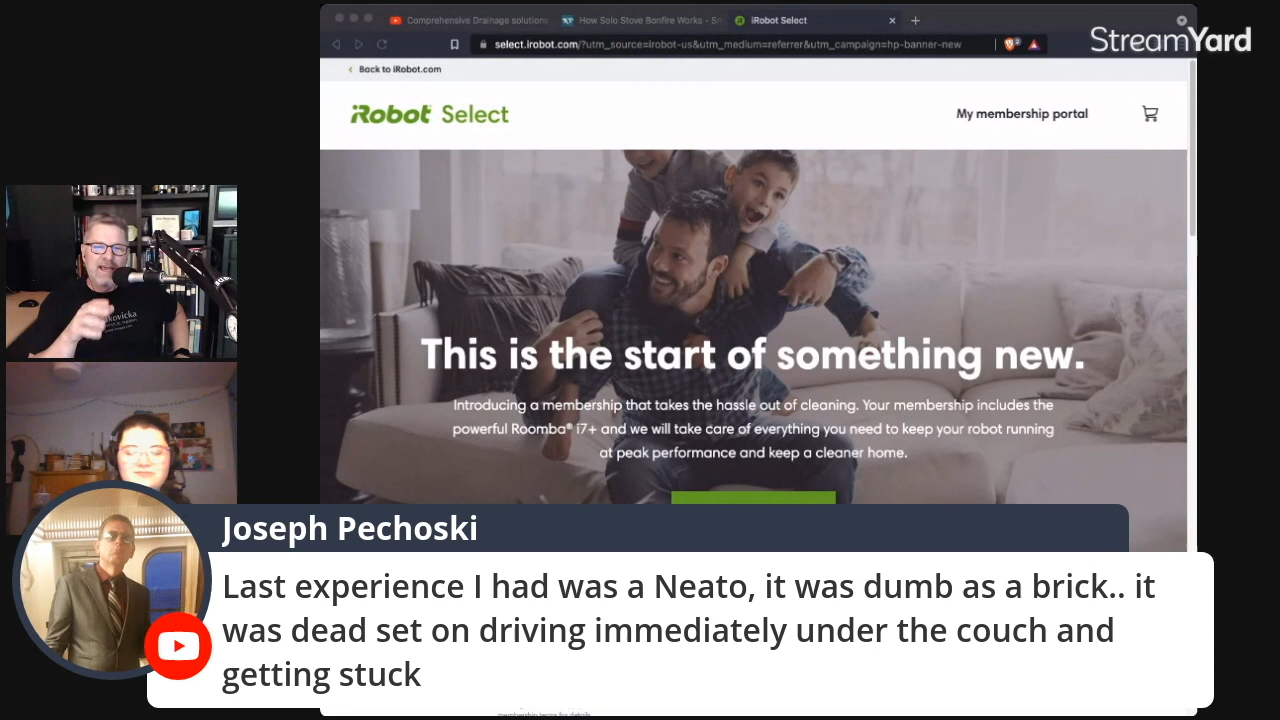 Comprehensive Drainage solutions
How Solo Stove Bonfire Works - Sm
iRobot Select
StreamYard
select.irobot.com/?utm_source=irobot-us&utm_medium=referrer&utm_campaign=hp-banner-new
Back to iRobot.com
iRobot Select
My membership portal
This is the start of something new.
Introducing a membership that takes the hassle out of cleaning. Your membership includes the
powerful Roomba® i7+ and we will take care of everything you need to keep your robot running
at peak performance and keep a cleaner home.
Joseph Pechoski
Last experience I had was a Neato, it was dumb as a brick.. it
was dead set on driving immediately under the couch and
getting stuck
membership terms for details